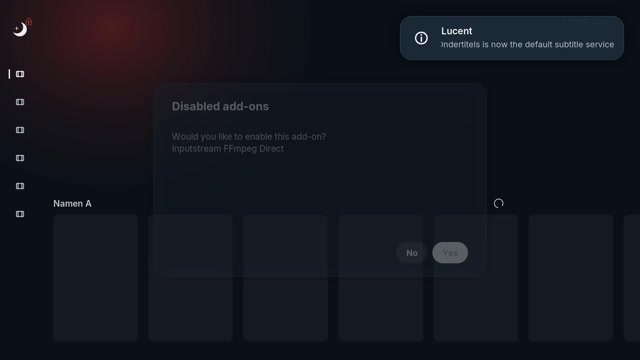 Lucent
Ondertitels is now the default subtitle service
Disabled add-ons
Would you like to enable this add-on?
Inputstream FFmpeg Direct
Namen A
No
Yes